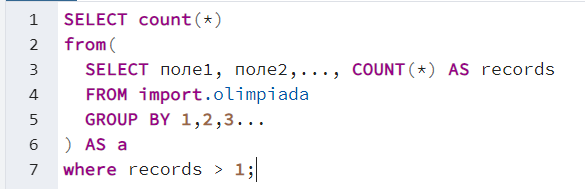 1 SELECT count(*)
2 from(
3 SELECT поле1, поле2,..., COUNT(*) AS records
4 FROM import.olimpiada
5 GROUP BY 1,2,3...
6 ) AS a
7 where records > 1;